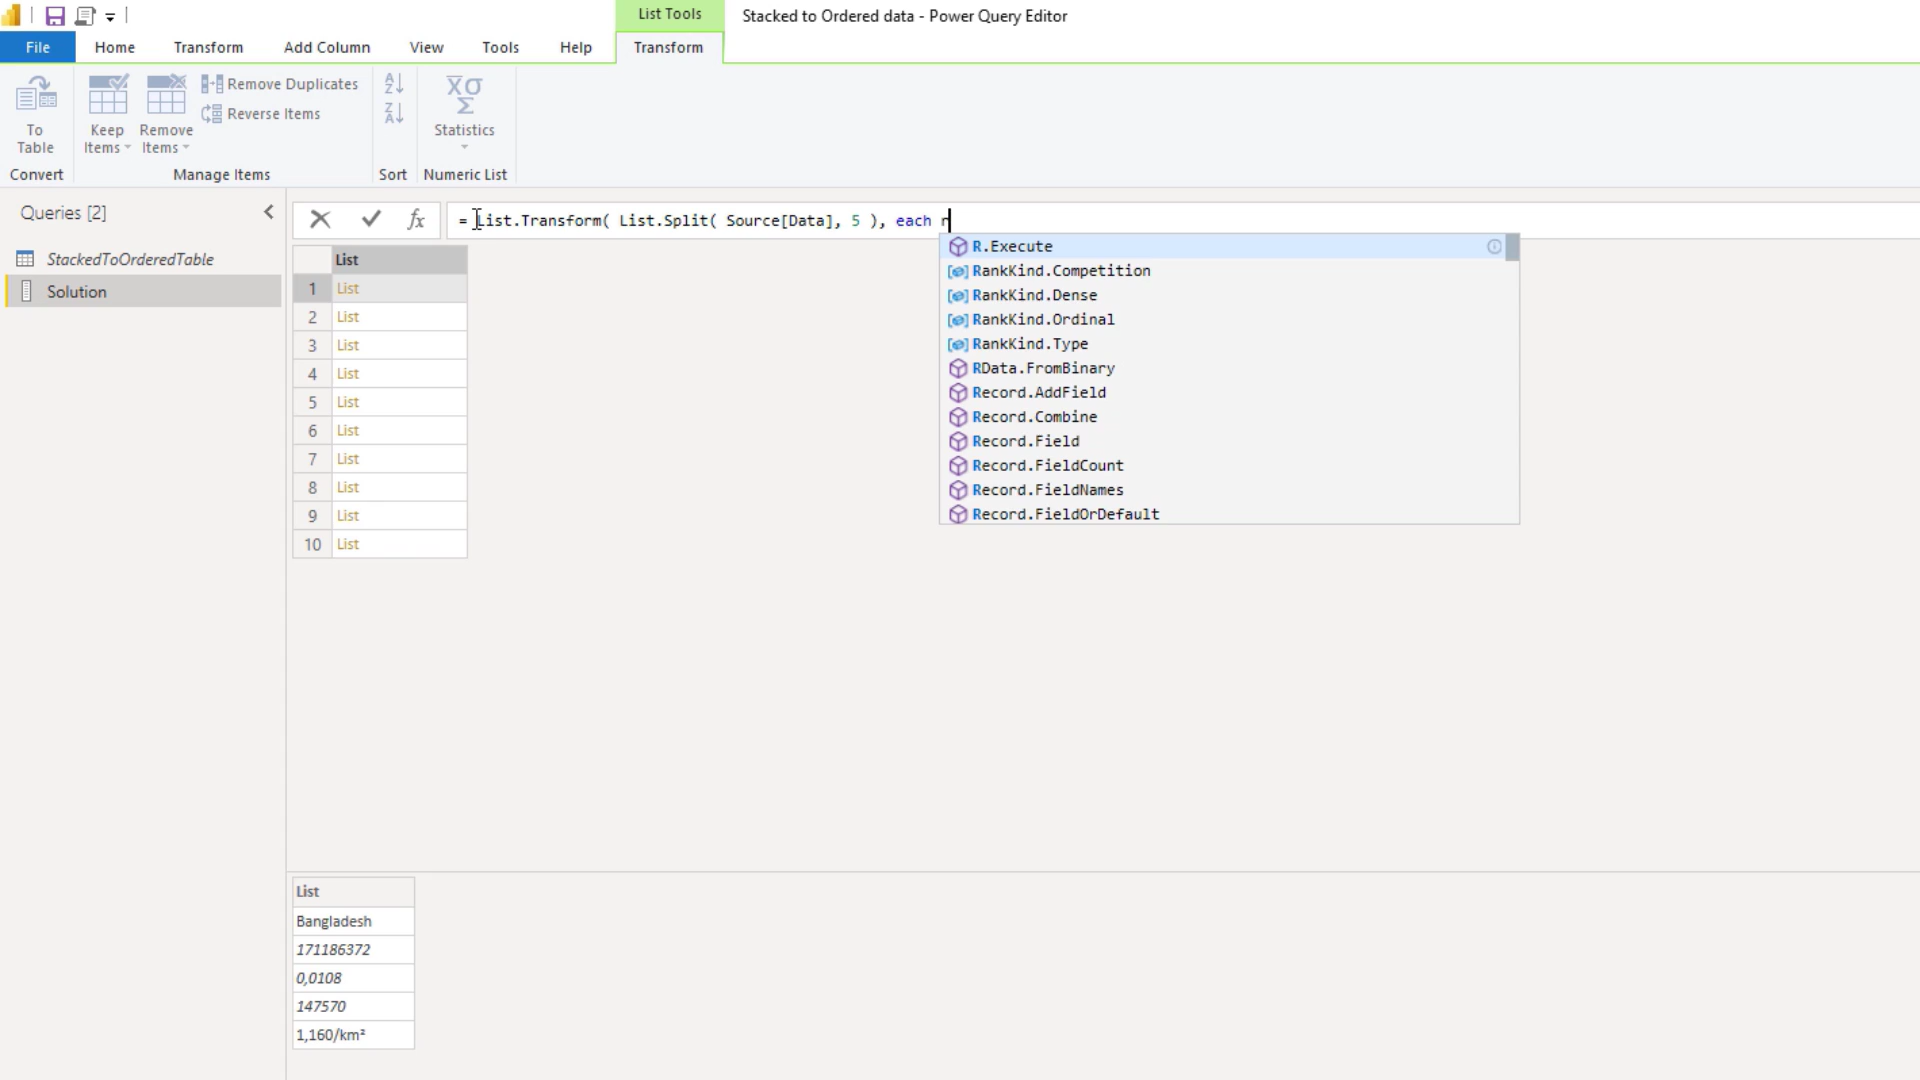 List Tools
Stacked to Ordered data - Power Query Editor
File Home Transform Add Column View Tools Help Transform
To Table
Keep Items
Remove Items
Remove Duplicates
Reverse Items
Statistics
Convert
Manage Items
Sort
Numeric List
Queries [2]
StackedToOrderedTable
Solution
fx
= List.Transform( List.Split( Source[Data], 5 ), each r
R.Execute
RankKind.Competition
RankKind.Dense
RankKind.Ordinal
RankKind.Type
RData.FromBinary
Record.AddField
Record.Combine
Record.Field
Record.FieldCount
Record.FieldNames
Record.FieldOrDefault
List
1 List
2 List
3 List
4 List
5 List
6 List
7 List
8 List
9 List
10 List
List
Bangladesh
171186372
0,0108
147570
1,160/km²